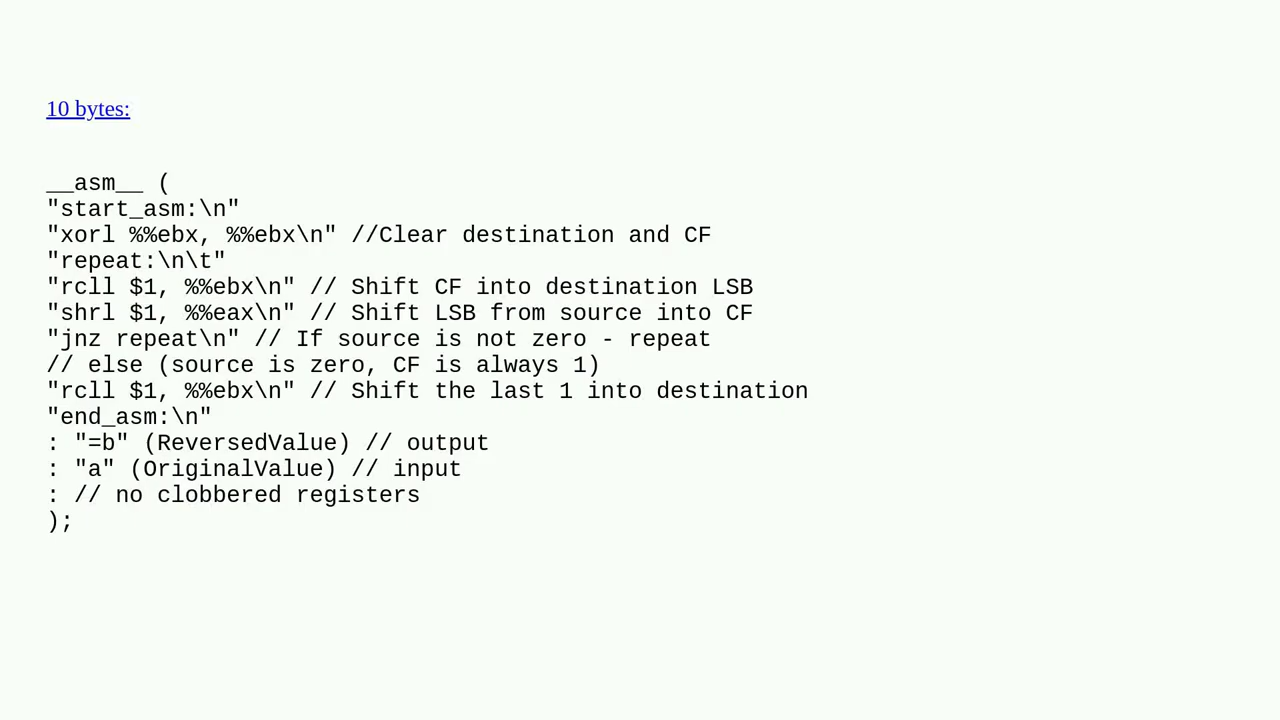 10 bytes:
__asm__ (
"start_asm:\n"
"xorl %%ebx, %%ebx\n" //Clear destination and CF
"repeat:\n\t"
"rcll $1, %%ebx\n" // Shift CF into destination LSB
"shrl $1, %%eax\n" // Shift LSB from source into CF
"jnz repeat\n" // If source is not zero - repeat
// else (source is zero, CF is always 1)
"rcll $1, %%ebx\n" // Shift the last 1 into destination
"end_asm:\n"
: "=b" (ReversedValue) // output
: "a" (OriginalValue) // input
: // no clobbered registers
);